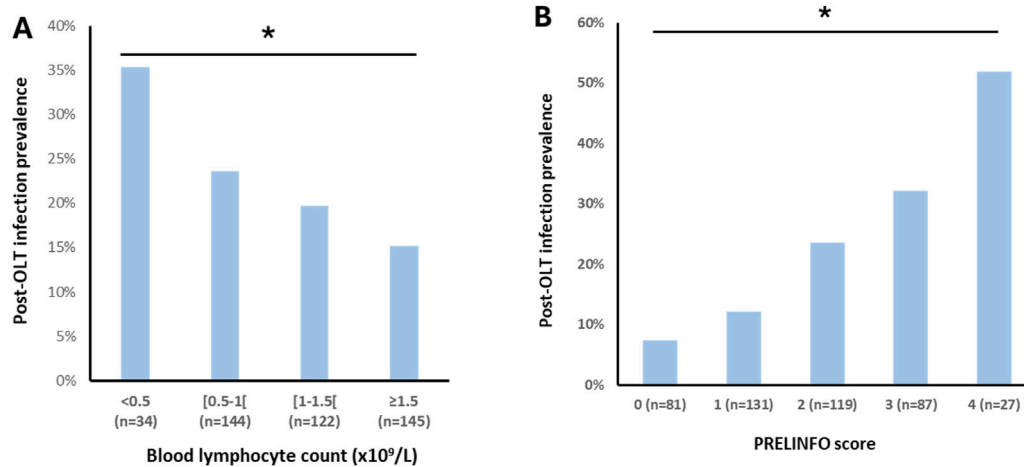 A
*
40%
35%
30%
25%
20%
15%
10%
5%
0%
Post-OLT infection prevalence
<0.5 [0.5-1[ [1-1.5[ ≥1.5
(n=34) (n=144) (n=122) (n=145)
Blood lymphocyte count (x10⁹/L)
B
*
60%
50%
40%
30%
20%
10%
0%
Post-OLT infection prevalence
0 (n=81) 1 (n=131) 2 (n=119) 3 (n=87) 4 (n=27)
PRELINFO score